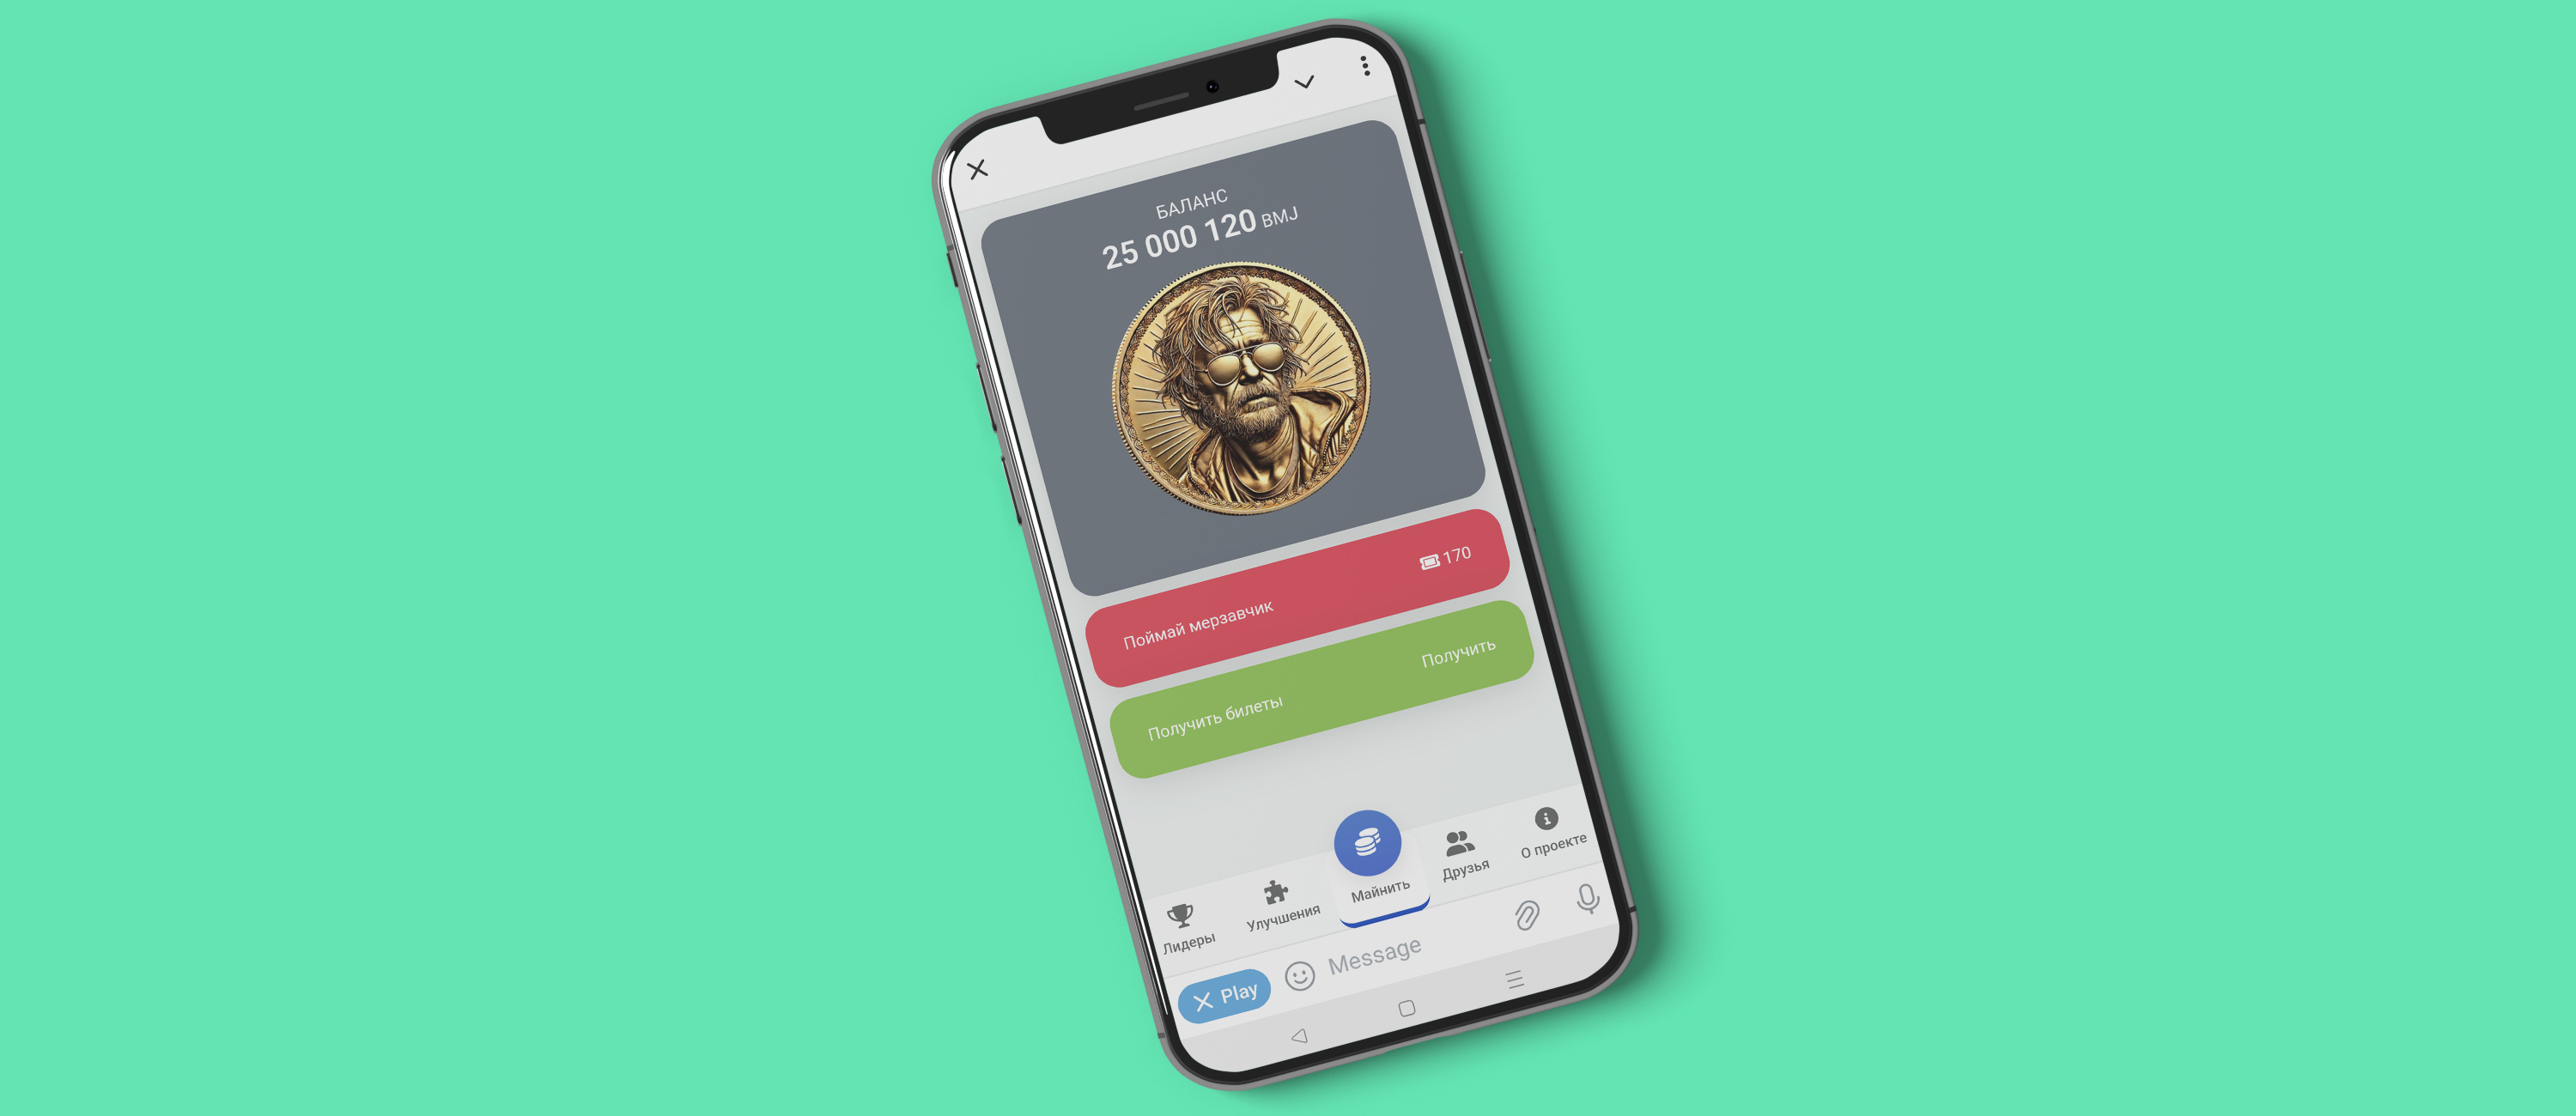 БАЛАНС
25 000 120 BMJ
Поймай мерзавчик
170
Получить билеты
Получить
Лидеры
Улучшения
Майнить
Друзья
О проекте
Play
Message